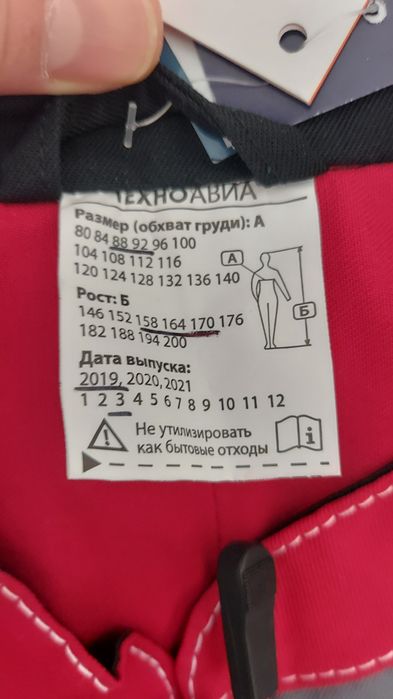 ТЕХНОАВИА
Размер (обхват груди): А
80 84 88 92 96 100
104 108 112 116
120 124 128 132 136 140
А
Рост: Б
146 152 158 164 170 176
182 188 194 200
Б
Дата выпуска:
2019, 2020, 2021
1 2 3 4 5 6 7 8 9 10 11 12
Не утилизировать
как бытовые отходы
i